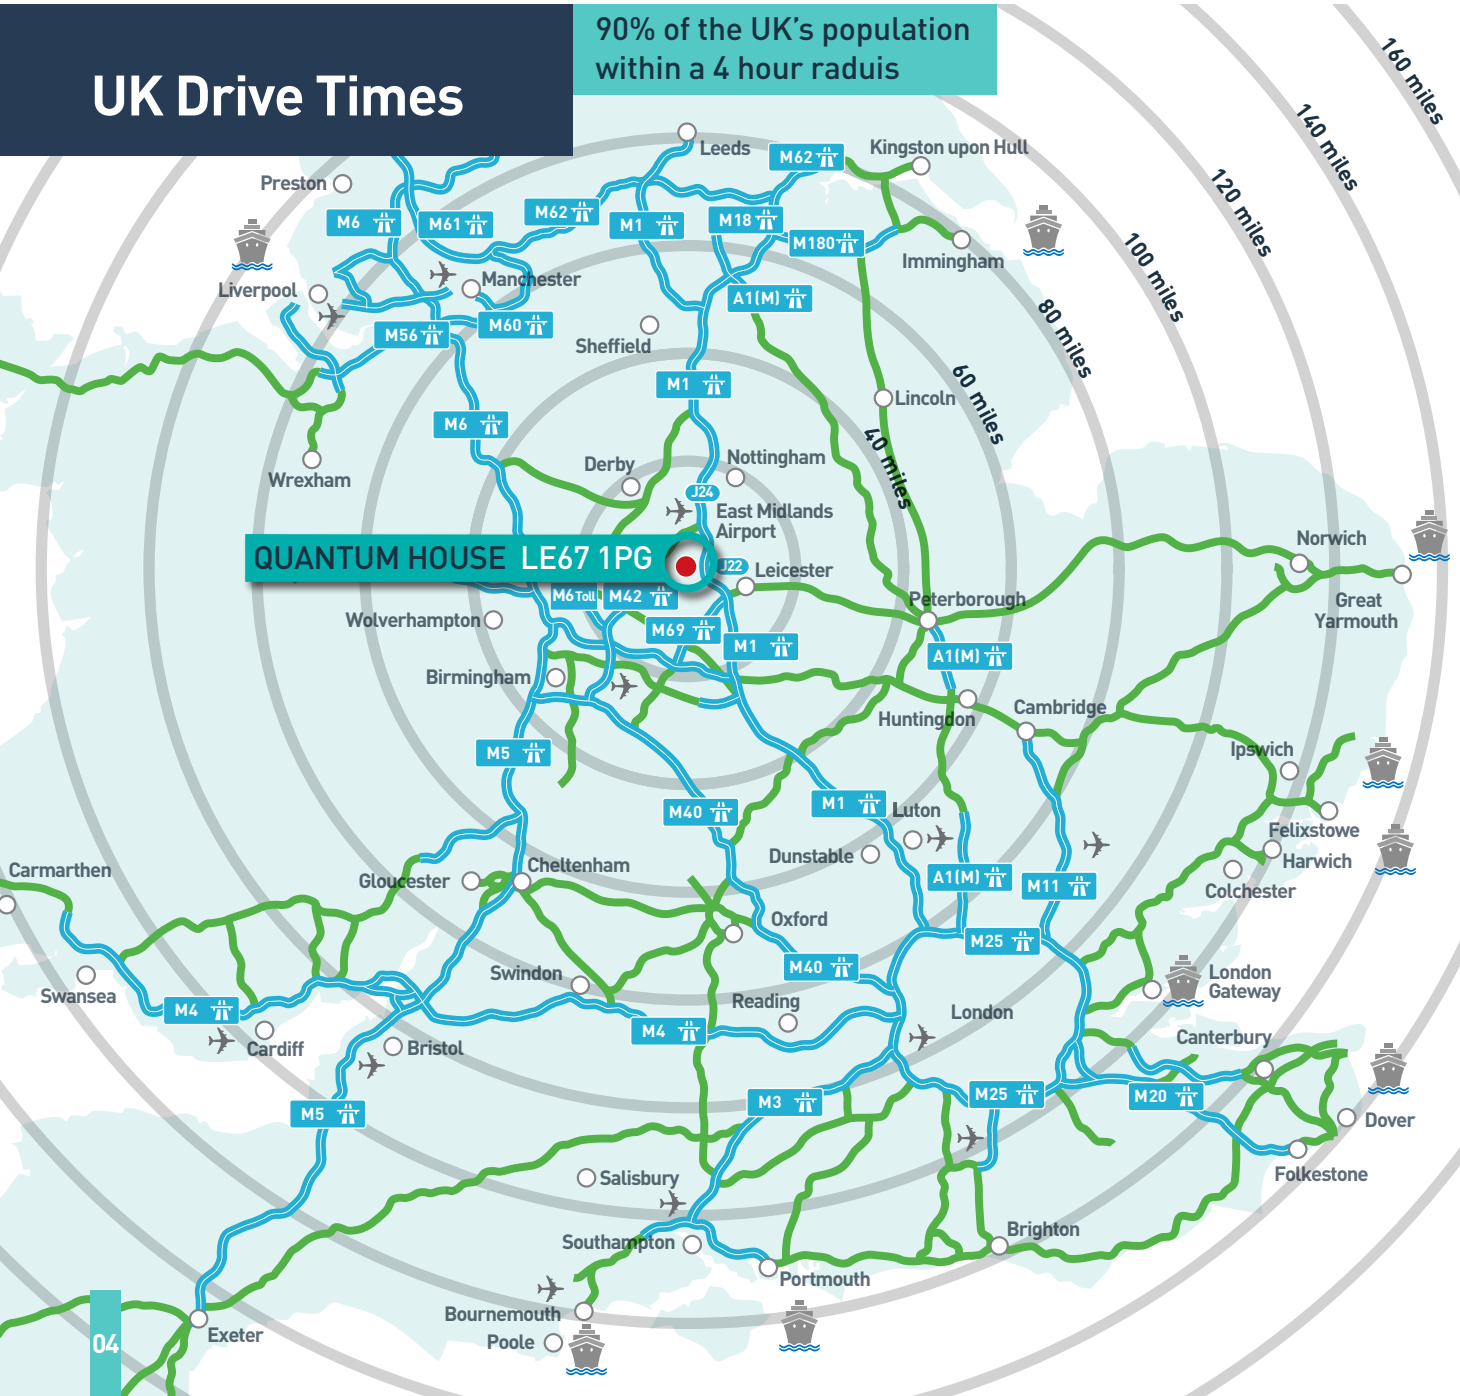 UK Drive Times
90% of the UK's population
within a 4 hour raduis
160 miles
140 miles
120 miles
100 miles
80 miles
60 miles
40 miles
Leeds
M62
Kingston upon Hull
Preston
M6
M61
M62
M1
M18
M180
Immingham
Liverpool
Manchester
A1(M)
M56
M60
Sheffield
M1
Lincoln
M6
Wrexham
Derby
Nottingham
J24
East Midlands
Airport
QUANTUM HOUSE LE67 1PG
J22
Leicester
Norwich
Great
Yarmouth
M6Toll
M42
Peterborough
Wolverhampton
M69
M1
A1(M)
Birmingham
Huntingdon
Cambridge
M5
Ipswich
M40
M1
Luton
Felixstowe
Dunstable
Harwich
Carmarthen
Cheltenham
Gloucester
A1(M)
M11
Colchester
Oxford
M25
Swansea
Swindon
M40
London
Gateway
M4
Reading
M4
London
Cardiff
Bristol
Canterbury
M5
M3
M25
M20
Dover
Folkestone
Salisbury
Southampton
Brighton
Portmouth
Bournemouth
Exeter
Poole
04